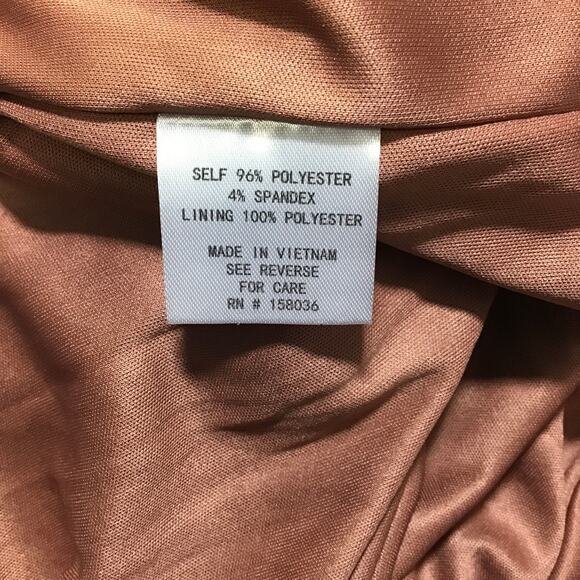 SELF 96% POLYESTER
4% SPANDEX
LINING 100% POLYESTER
MADE IN VIETNAM
SEE REVERSE
FOR CARE
RN # 158036